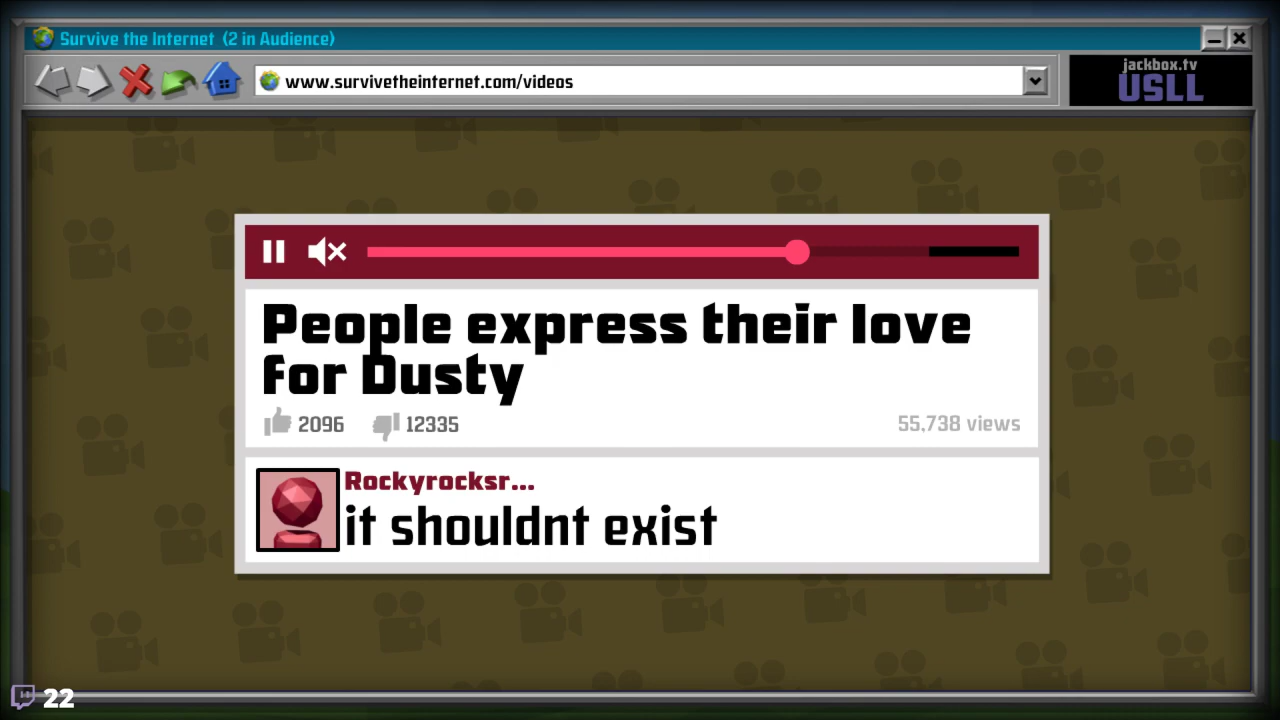 Survive the Internet (2 in Audience)
www.survivetheinternet.com/videos
jackbox.tv
USLL
People express their love
for Dusty
2096 12335 55,738 views
Rockyrocksr...
it shouldnt exist
22